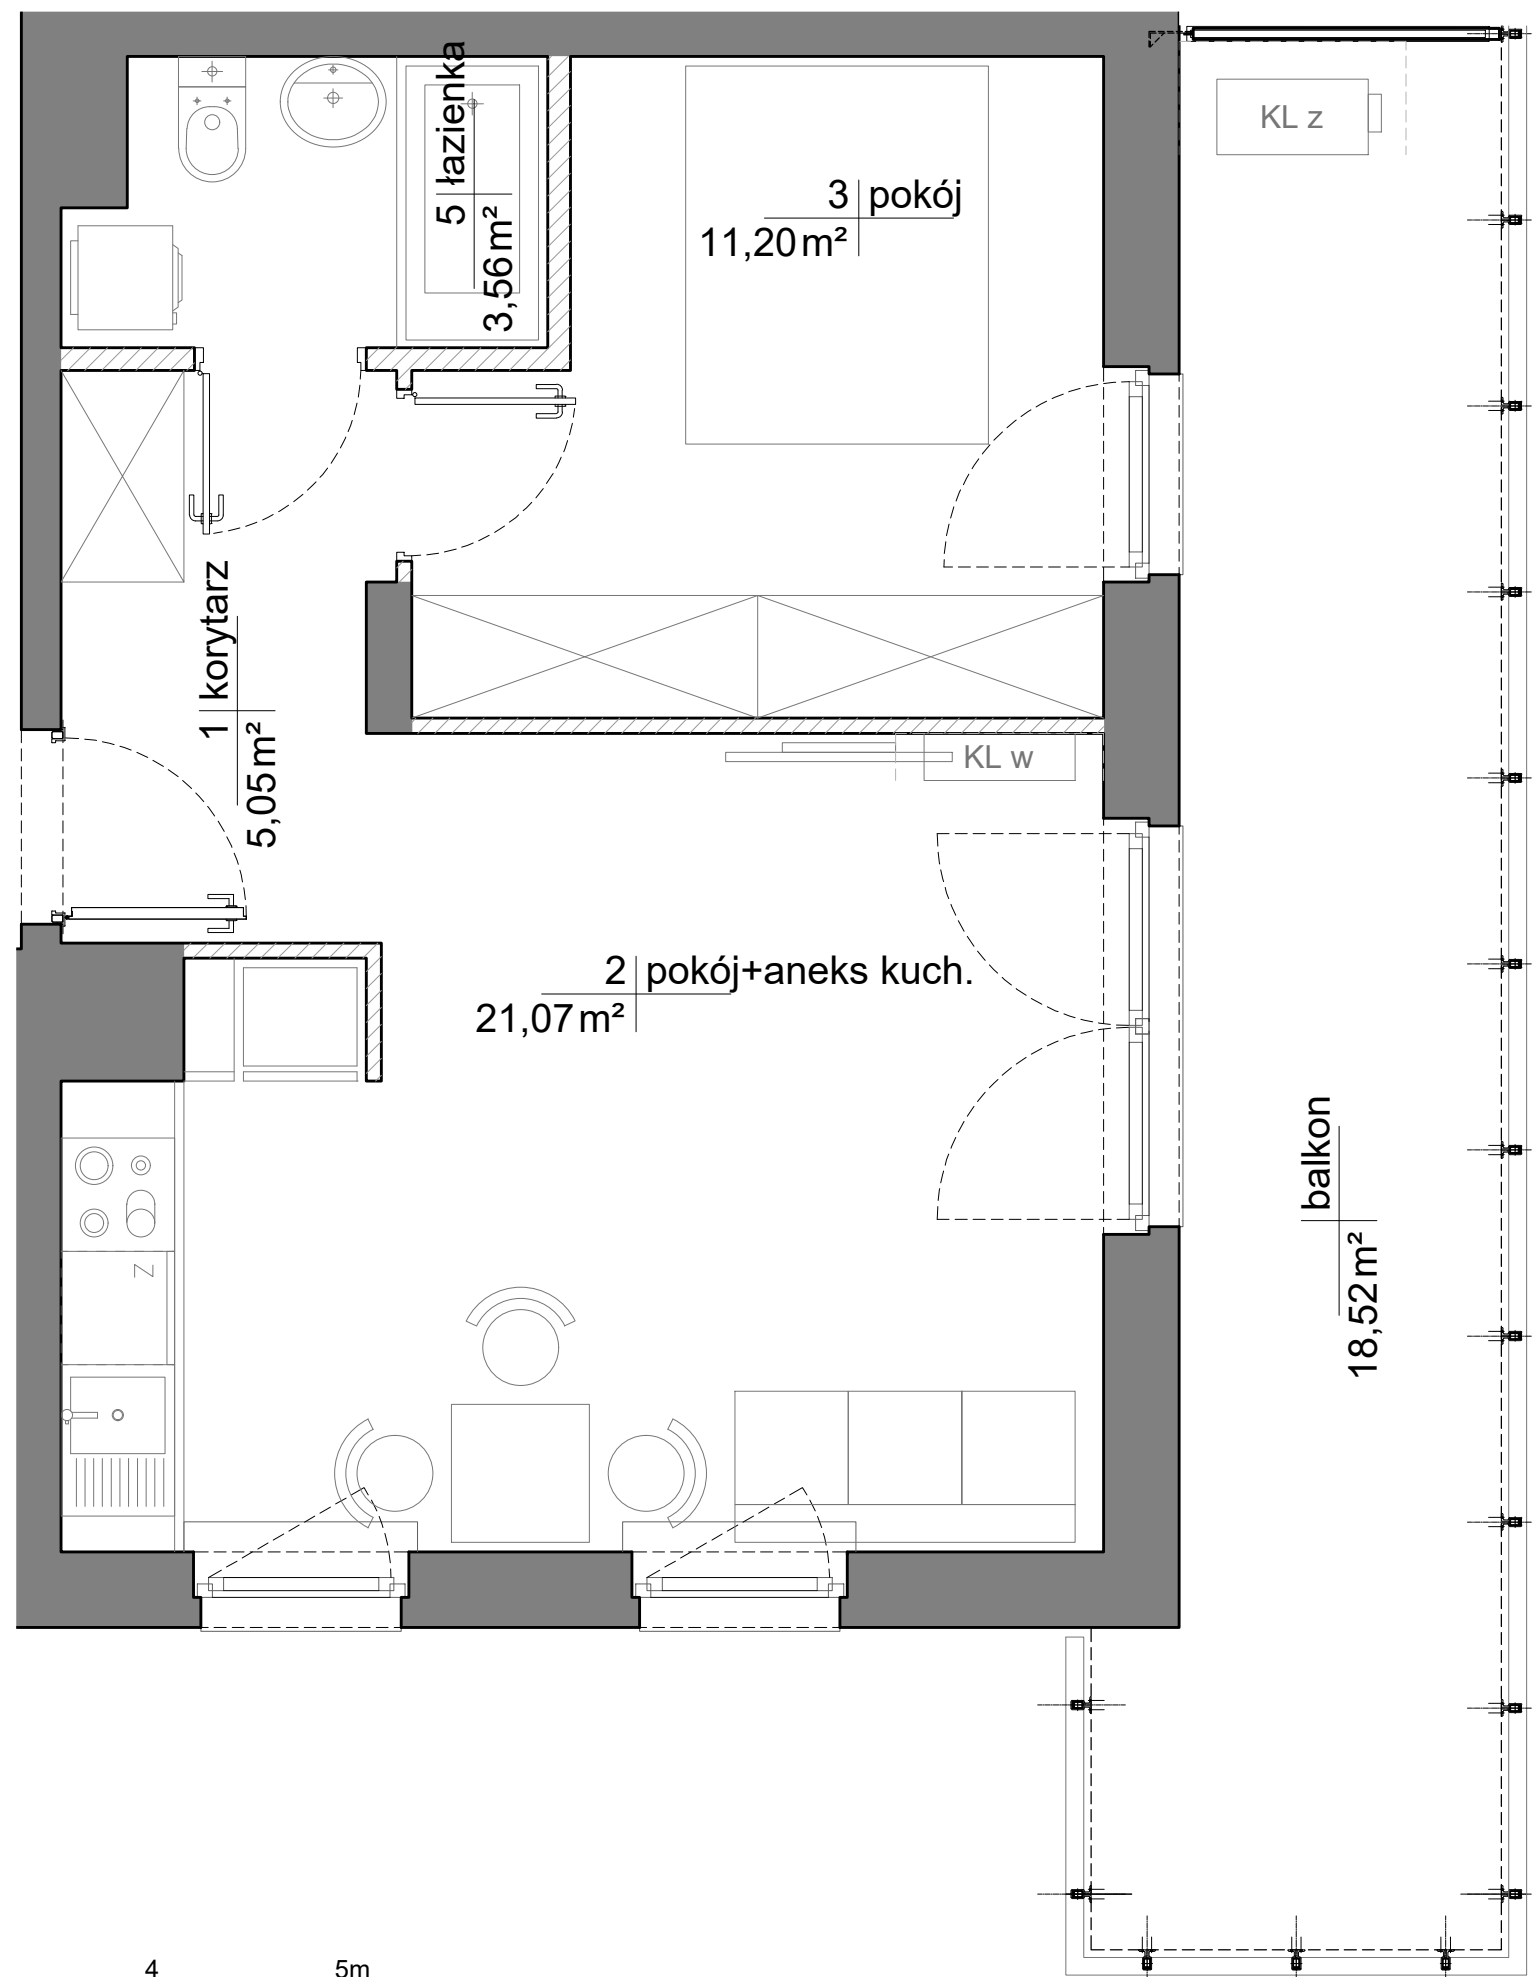 5 łazienka
3,56 m²
3 pokój
11,20 m²
KL z
1 korytarz
5,05 m²
KL w
2 pokój+aneks kuch.
21,07 m²
balkon
18,52 m²
Z
4 5m